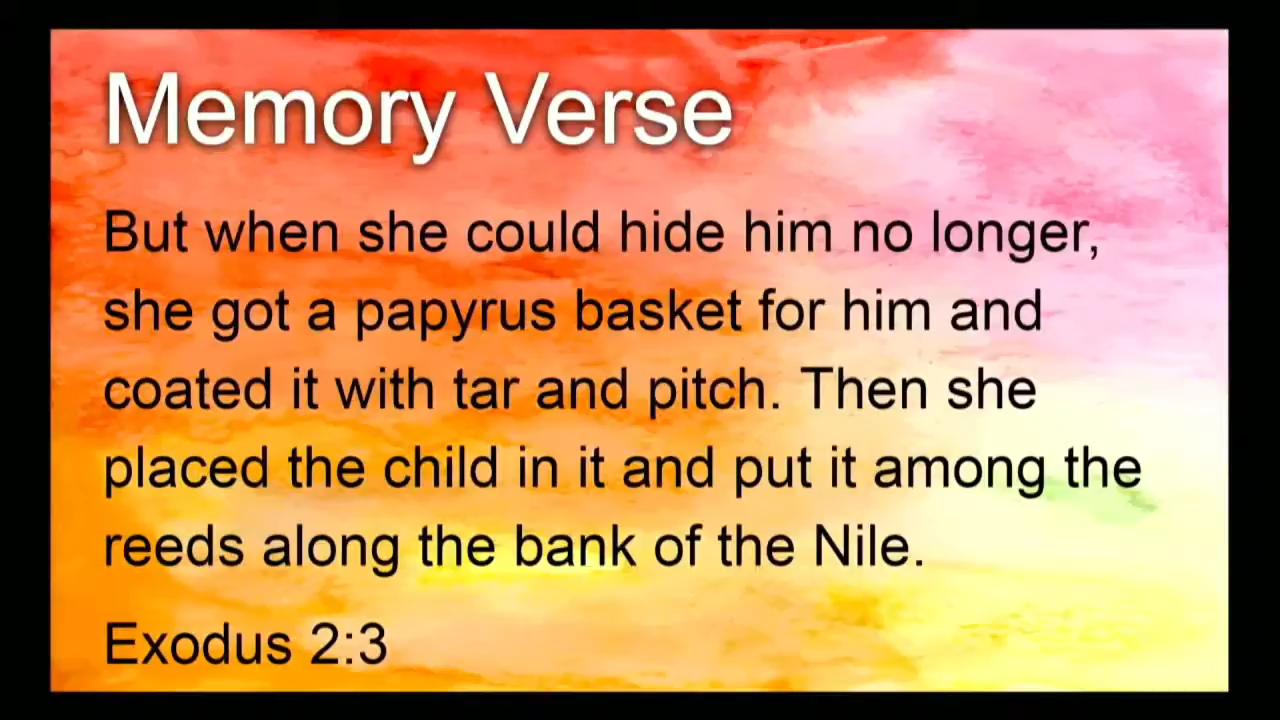 Memory Verse
But when she could hide him no longer,
she got a papyrus basket for him and
coated it with tar and pitch. Then she
placed the child in it and put it among the
reeds along the bank of the Nile.
Exodus 2:3